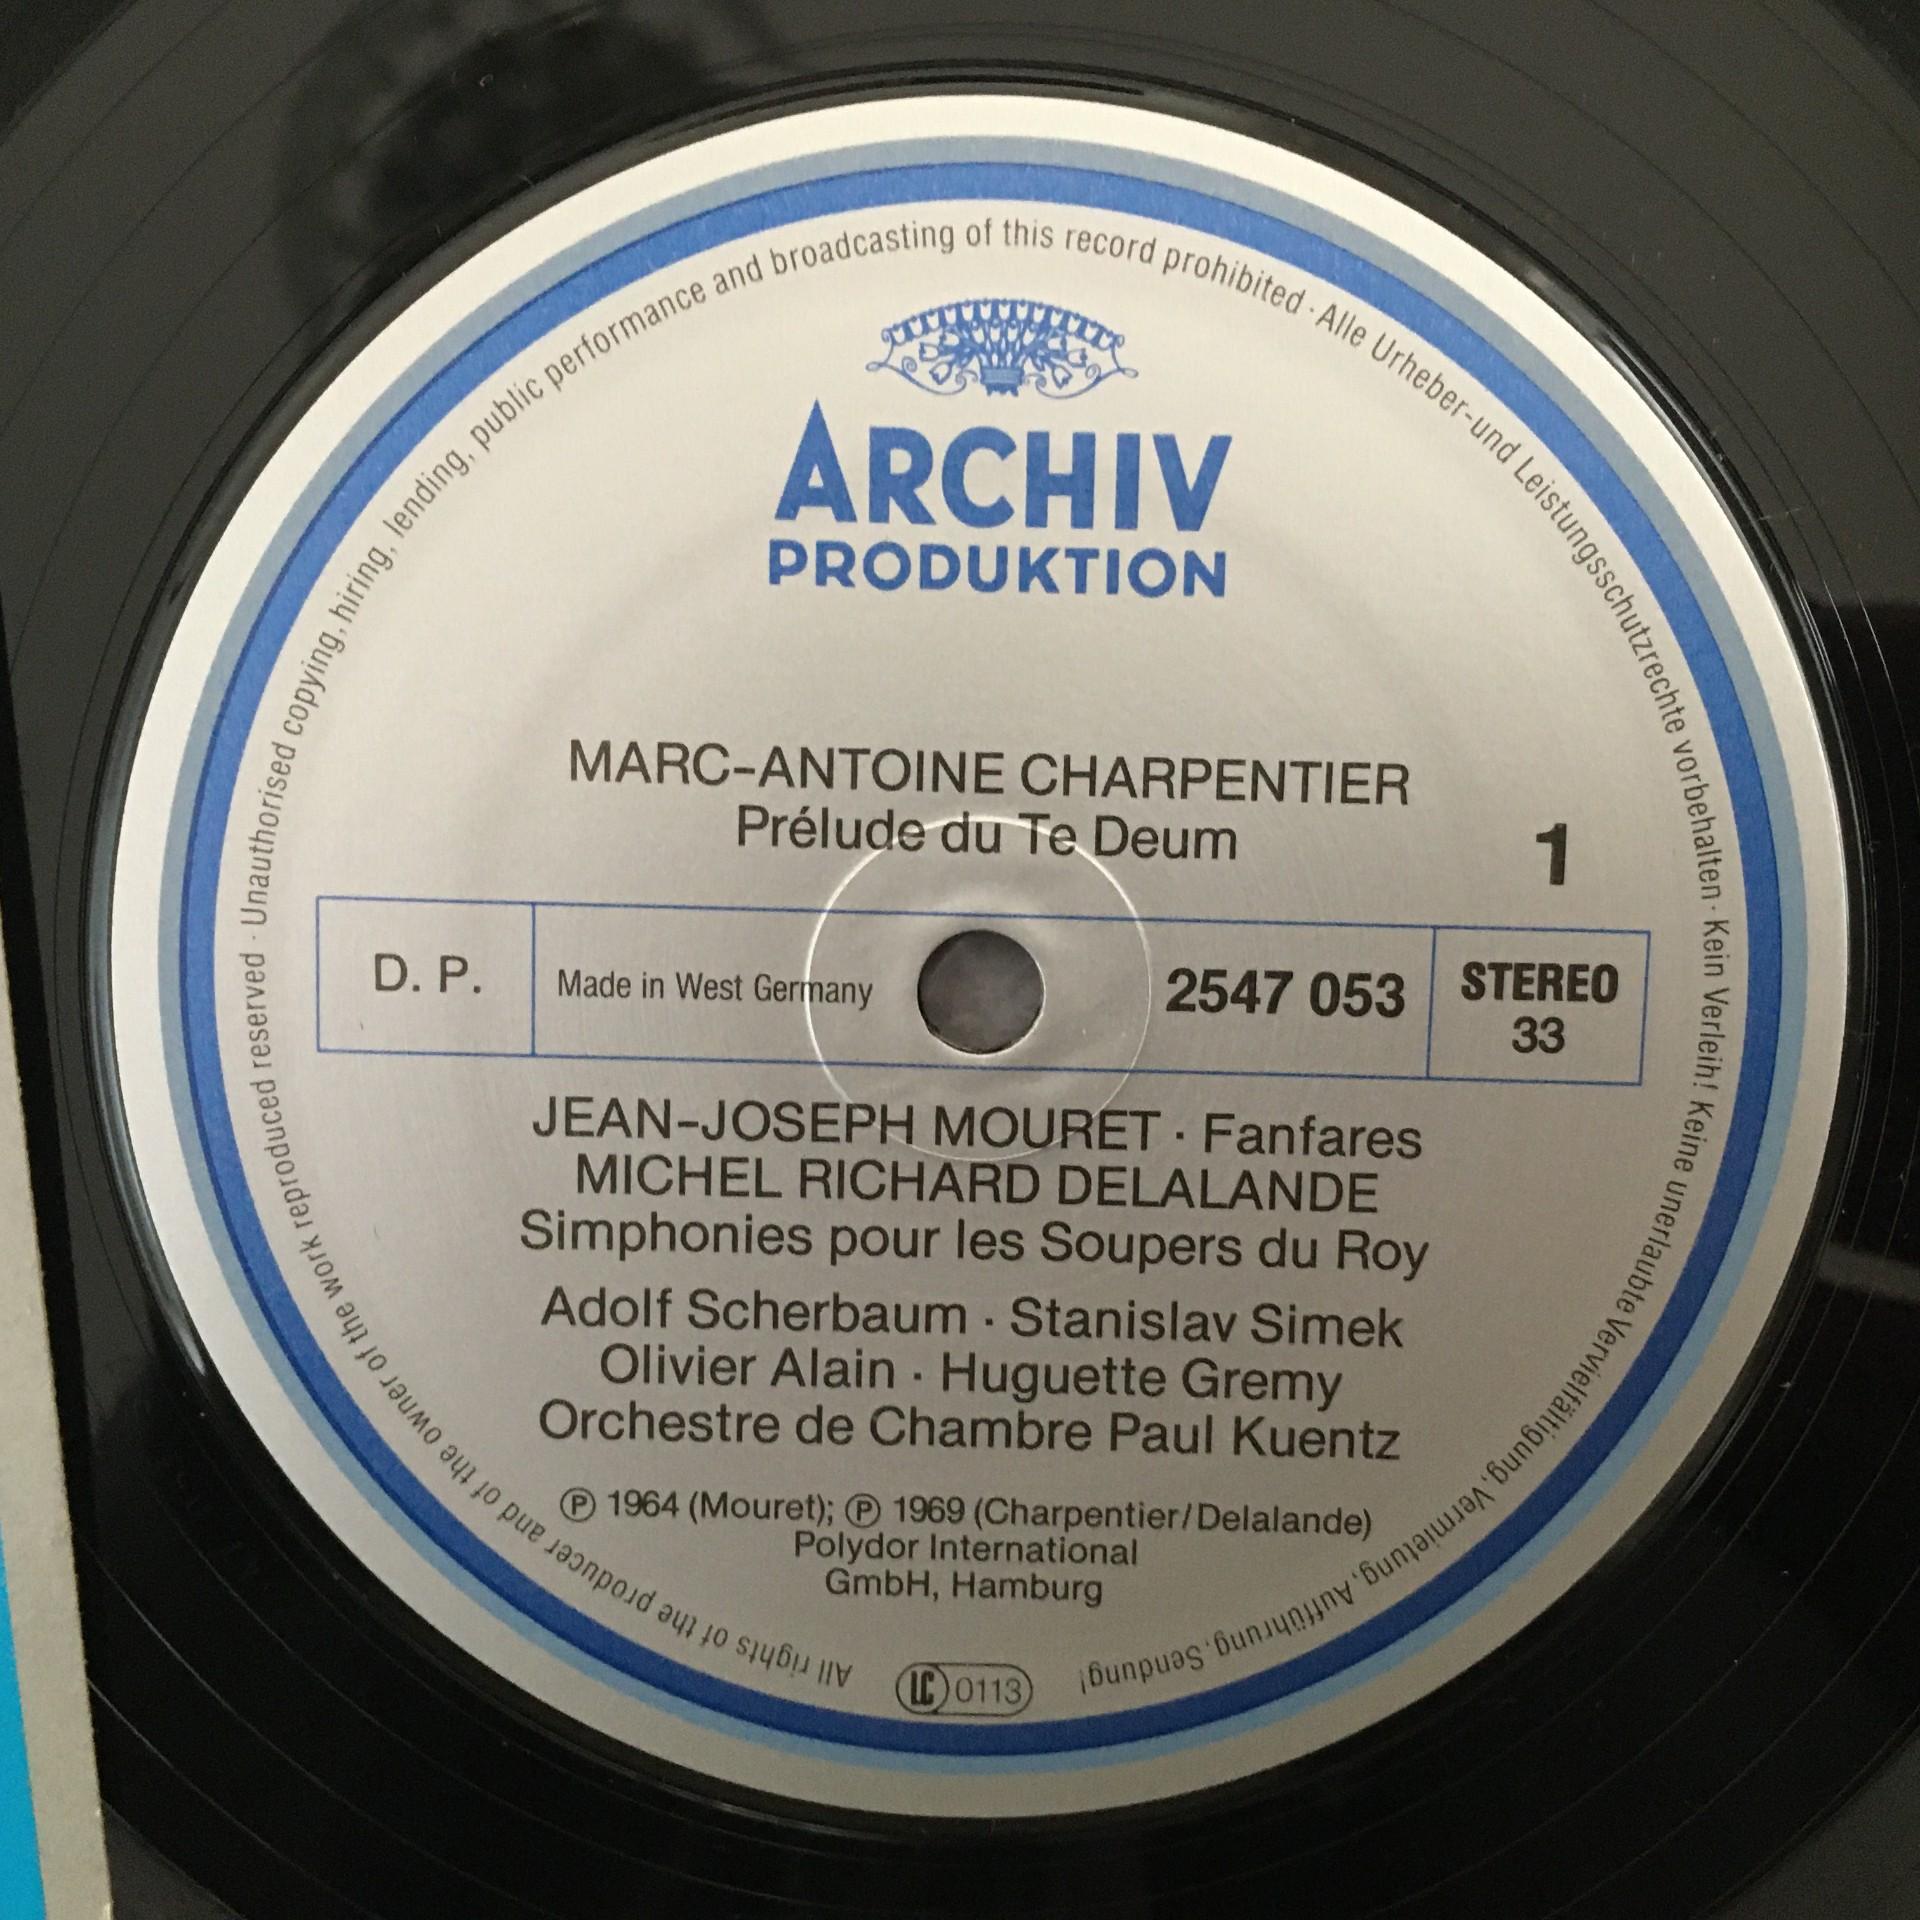 All rights of the producer and of the owner of the work reproduced reserved · Unauthorised copying, hiring, lending, public performance and broadcasting of this record prohibited · Alle Urheber-und Leistungsschutzrechte vorbehalten · Kein Verleih! Keine unerlaubte Vervielfältigung, Vermietung, Aufführung, Sendung!
ARCHIV
PRODUKTION
MARC-ANTOINE CHARPENTIER
Prélude du Te Deum
1
D. P.
Made in West Germany
2547 053
STEREO
33
JEAN-JOSEPH MOURET · Fanfares
MICHEL RICHARD DELALANDE
Simphonies pour les Soupers du Roy
Adolf Scherbaum · Stanislav Simek
Olivier Alain · Huguette Gremy
Orchestre de Chambre Paul Kuentz
℗ 1964 (Mouret); ℗ 1969 (Charpentier/Delalande)
Polydor International
GmbH, Hamburg
LC 0113